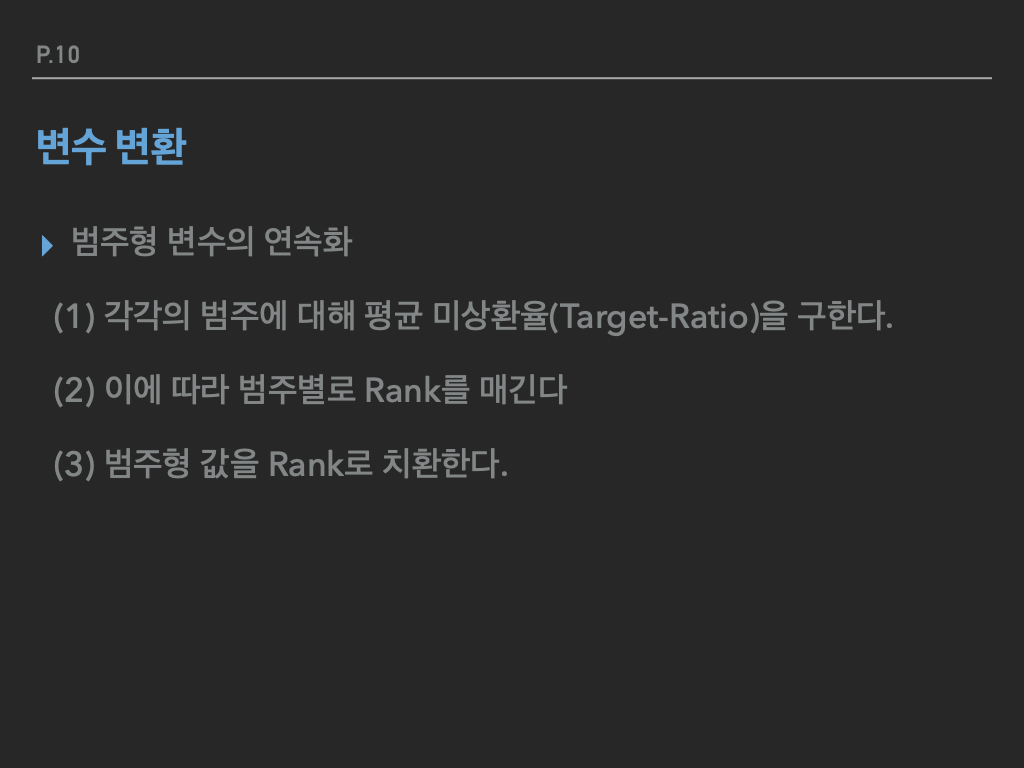 P.10
변수 변환
▸ 범주형 변수의 연속화
(1) 각각의 범주에 대해 평균 미상환율(Target-Ratio)을 구한다.
(2) 이에 따라 범주별로 Rank를 매긴다
(3) 범주형 값을 Rank로 치환한다.